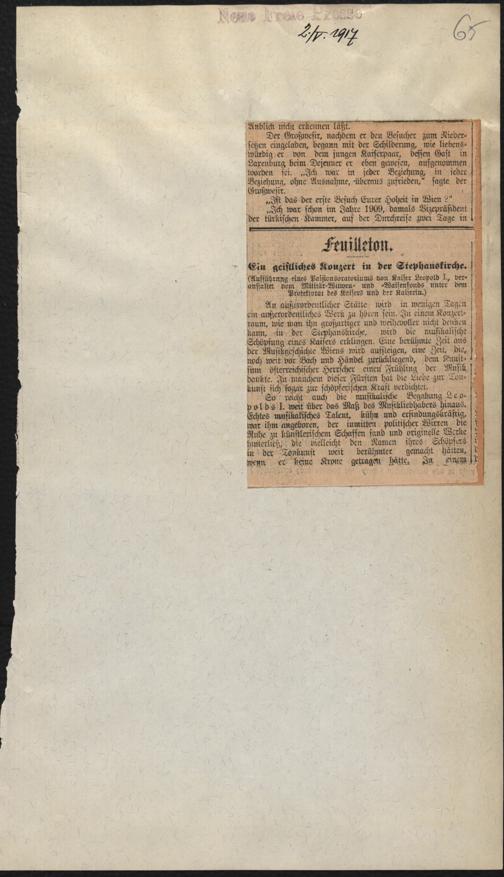 Neue Freie Presse
2/V. 1917
65
Anblick nicht erkennen läßt.
Der Großwesir, nachdem er den Besucher zum Nieder-
setzen eingeladen, begann mit der Schilderung, wie liebens-
würdig er von dem jungen Kaiserpaar, dessen Gast in
Laxenburg beim Dejeuner er eben gewesen, aufgenommen
worden sei. „Ich war in jeder Beziehung, in jeder
Beziehung, ohne Ausnahme, überaus zufrieden,“ sagte der
Großwesir.
„Ist das der erste Besuch Eurer Hoheit in Wien?“
„Ich war schon im Jahre 1909, damals Vizepräsident
der türkischen Kammer, auf der Durchreise zwei Tage in
Feuilleton.
Ein geistliches Konzert in der Stephanskirche.
(Aufführung eines Passionsoratoriums von Kaiser Leopold I., ver-
anstaltet vom Militär-Witwen- und -Waisenfonds unter dem
Protektorat des Kaisers und der Kaiserin.)
An außerordentlicher Stätte wird in wenigen Tagen
ein außerordentliches Werk zu hören sein. In einem Konzert-
raum, wie man ihn großartiger und weihevoller nicht denken
kann, in der Stephanskirche, wird die musikalische
Schöpfung eines Kaisers erklingen. Eine berühmte Zeit aus
der Musikgeschichte Wiens wird aufsteigen, eine Zeit, die,
noch weit vor Bach und Händel zurückliegend, dem Kunst-
sinn österreichischer Herrscher einen Frühling der Musik
dankte. In manchem dieser Fürsten hat die Liebe zur Ton-
kunst sich sogar zur schöpferischen Kraft verdichtet.
So reicht auch die musikalische Begabung Leo-
polds I. weit über das Maß des Musikliebhabers hinaus.
Echtes musikalisches Talent, kühn und erfindungskräftig,
war ihm angeboren, der inmitten politischer Wirren die
Ruhe zu künstlerischem Schaffen fand und originelle Werke
hinterließ, die vielleicht den Namen ihres Schöpfers
in der Tonkunst weit berühmter gemacht hätten,
wenn er keine Krone getragen hätte. In einem